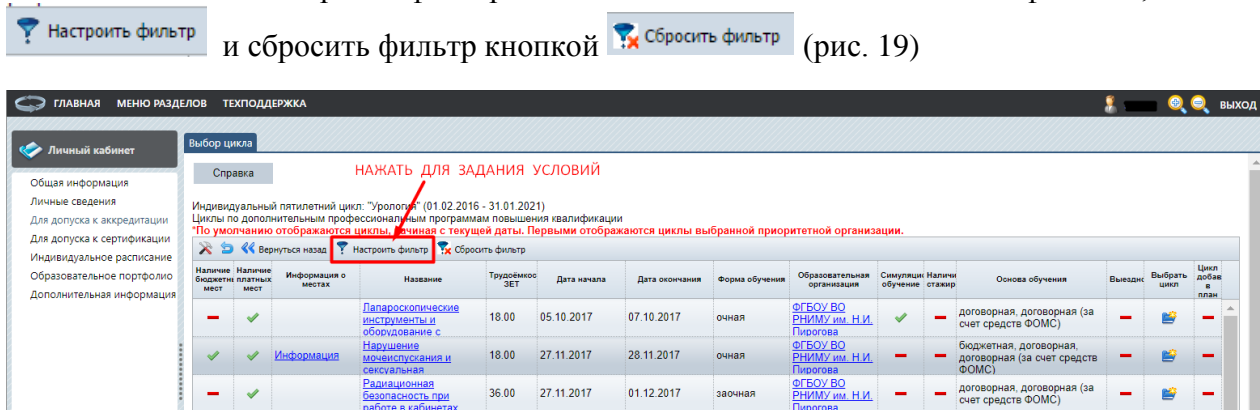 Настроить фильтр и сбросить фильтр кнопкой Сбросить фильтр (рис. 19)
ГЛАВНАЯ МЕНЮ РАЗДЕЛОВ ТЕХПОДДЕРЖКА ВЫХОД
Личный кабинет
Общая информация
Личные сведения
Для допуска к аккредитации
Для допуска к сертификации
Индивидуальное расписание
Образовательное портфолио
Дополнительная информация
Выбор цикла
Справка
НАЖАТЬ ДЛЯ ЗАДАНИЯ УСЛОВИЙ
Индивидуальный пятилетний цикл: "Урология" (01.02.2016 - 31.01.2021)
Циклы по дополнительным профессиональным программам повышения квалификации
*По умолчанию отображаются циклы, начиная с текущей даты. Первыми отображаются циклы выбранной приоритетной организации.
Вернуться назад Настроить фильтр Сбросить фильтр
Наличие
бюджетн
мест
Наличие
платных
мест
Информация о
местах
Название
Трудоёмкос
ЗЕТ
Дата начала
Дата окончания
Форма обучения
Образовательная
организация
Симуляцис
обучение
Наличи
стажир
Основа обучения
Выездно
Выбрать
цикл
Цикл
добав
в
план
Лапароскопические
инструменты и
оборудование с
18.00
05.10.2017
07.10.2017
очная
ФГБОУ ВО
РНИМУ им. Н.И.
Пирогова
договорная, договорная (за
счет средств ФОМС)
Информация
Нарушение
мочеиспускания и
сексуальная
18.00
27.11.2017
28.11.2017
очная
ФГБОУ ВО
РНИМУ им. Н.И.
Пирогова
бюджетная, договорная,
договорная (за счет средств
ФОМС)
Радиационная
безопасность при
работе в кабинетах
36.00
27.11.2017
01.12.2017
заочная
ФГБОУ ВО
РНИМУ им. Н.И.
Пирогова
договорная, договорная (за
счет средств ФОМС)